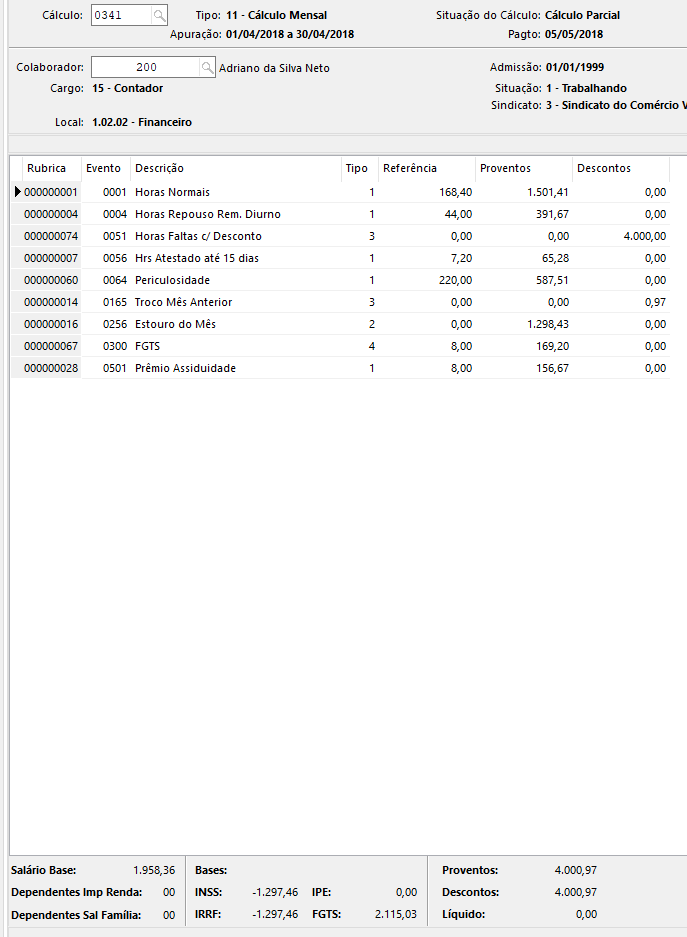 Cálculo: 0341 Tipo: 11 - Cálculo Mensal Situação do Cálculo: Cálculo Parcial
Apuração: 01/04/2018 a 30/04/2018 Pagto: 05/05/2018
Colaborador: 200 Adriano da Silva Neto Admissão: 01/01/1999
Cargo: 15 - Contador Situação: 1 - Trabalhando
Sindicato: 3 - Sindicato do Comércio V
Local: 1.02.02 - Financeiro
Rubrica Evento Descrição Tipo Referência Proventos Descontos
000000001 0001 Horas Normais 1 168,40 1.501,41 0,00
000000004 0004 Horas Repouso Rem. Diurno 1 44,00 391,67 0,00
000000074 0051 Horas Faltas c/ Desconto 3 0,00 0,00 4.000,00
000000007 0056 Hrs Atestado até 15 dias 1 7,20 65,28 0,00
000000060 0064 Periculosidade 1 220,00 587,51 0,00
000000014 0165 Troco Mês Anterior 3 0,00 0,00 0,97
000000016 0256 Estouro do Mês 2 0,00 1.298,43 0,00
000000067 0300 FGTS 4 8,00 169,20 0,00
000000028 0501 Prêmio Assiduidade 1 8,00 156,67 0,00
Salário Base: 1.958,36 Bases: Proventos: 4.000,97
Dependentes Imp Renda: 00 INSS: -1.297,46 IPE: 0,00 Descontos: 4.000,97
Dependentes Sal Família: 00 IRRF: -1.297,46 FGTS: 2.115,03 Líquido: 0,00